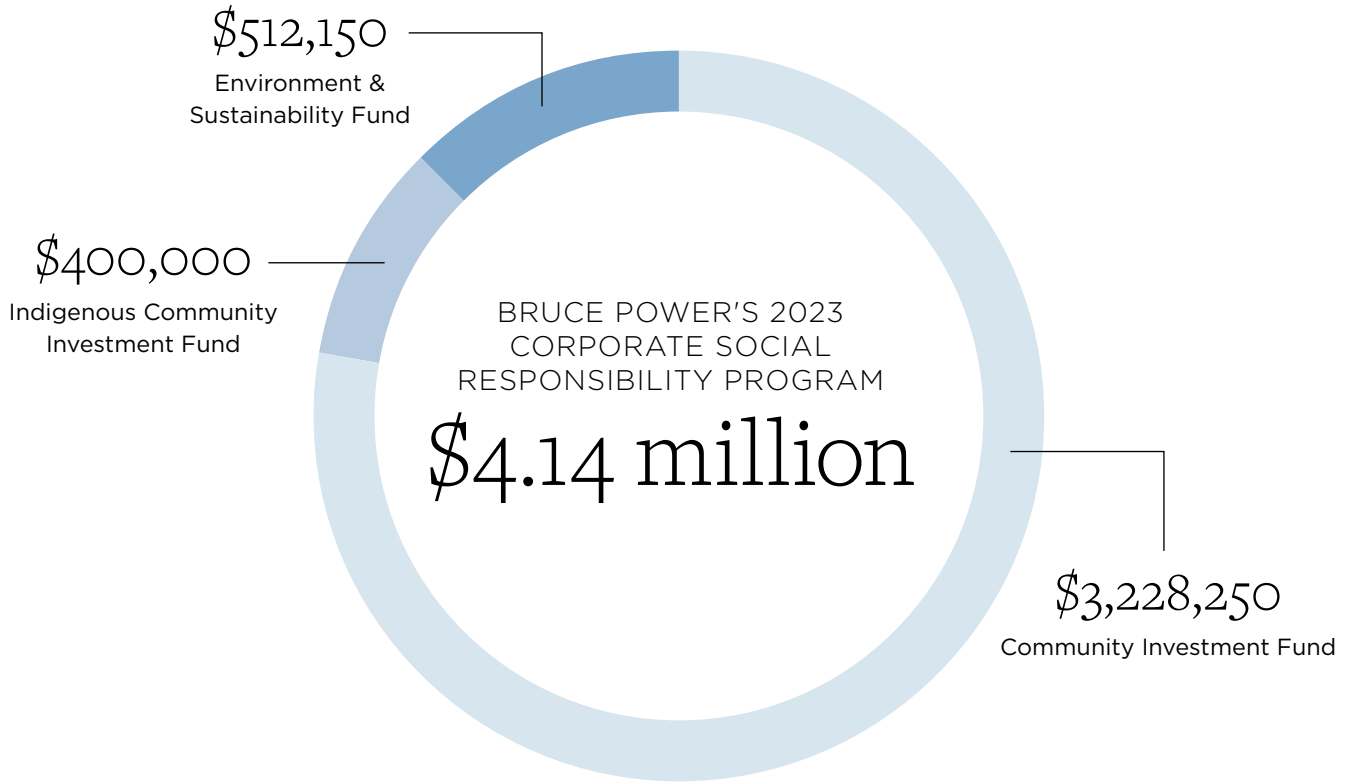 $512,150
Environment &
Sustainability Fund
$400,000
Indigenous Community
Investment Fund
BRUCE POWER'S 2023
CORPORATE SOCIAL
RESPONSIBILITY PROGRAM
$4.14 million
$3,228,250
Community Investment Fund